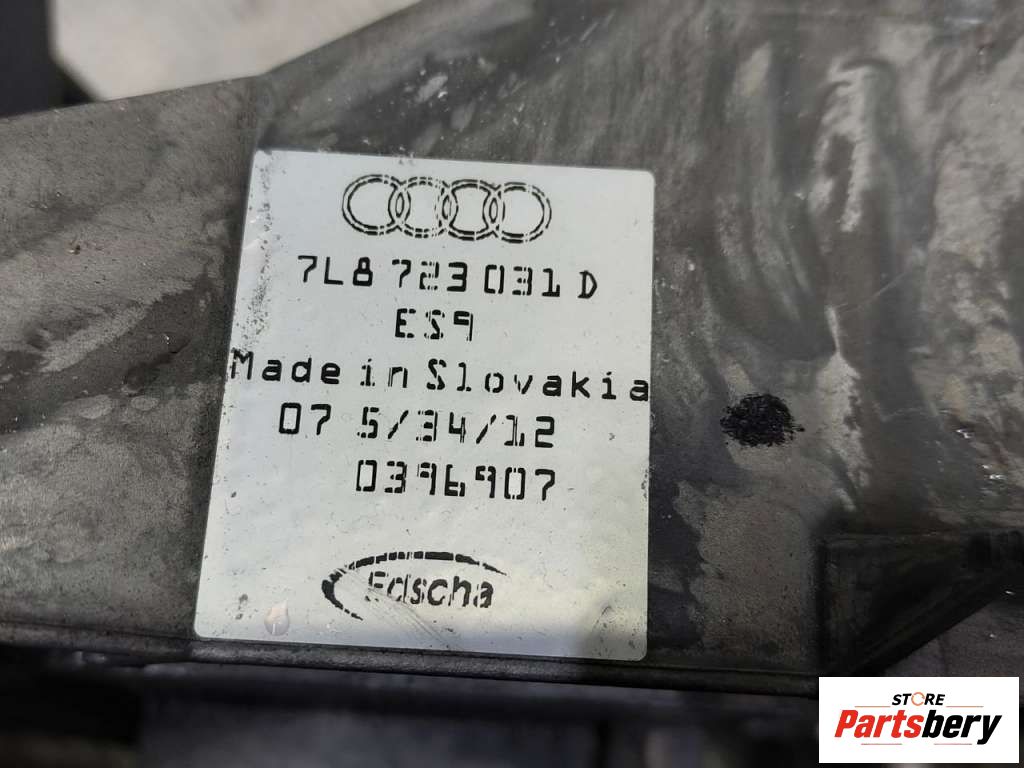 7L8 723 031 D
ES9
Made in Slovakia
07 5/34/12
0396907
Edscha
STORE
Partsbery